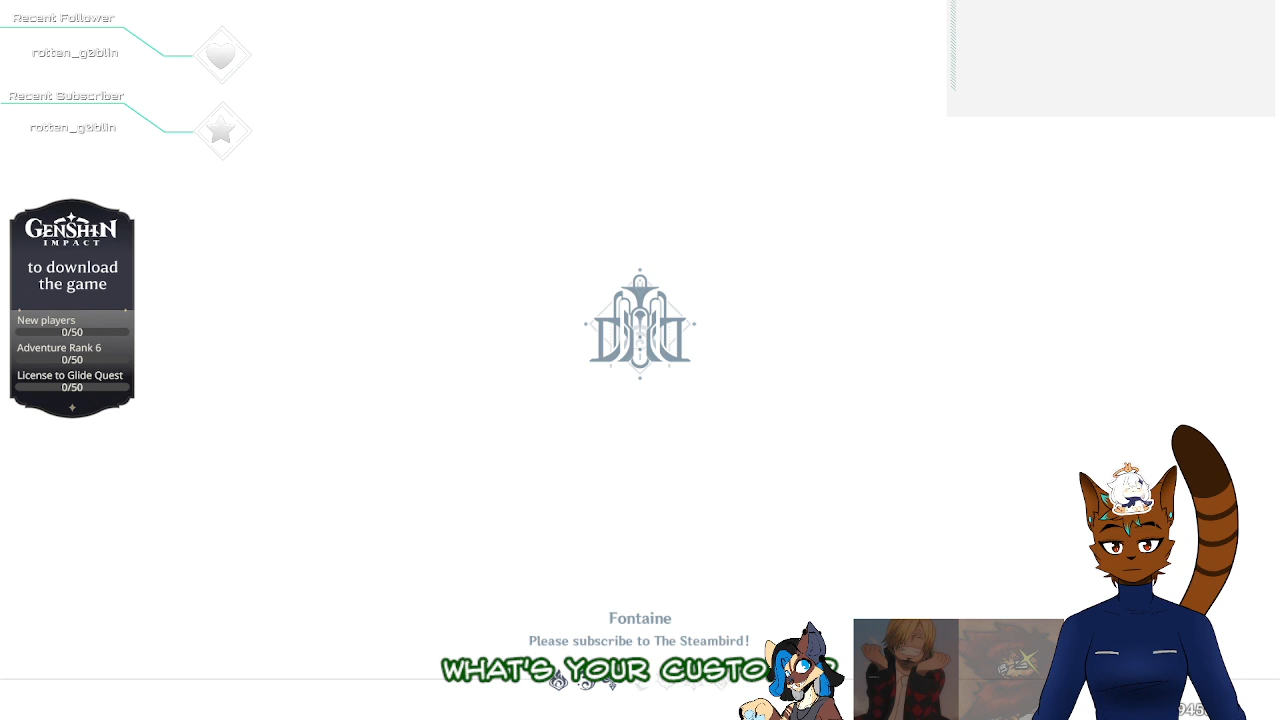 Recent Follower
rotten_g0blin
Recent Subscriber
rotten_g0blin
GENSHIN
IMPACT
to download
the game
New players
0/50
Adventure Rank 6
0/50
License to Glide Quest
0/50
Fontaine
Please subscribe to The Steambird!
WHAT'S YOUR